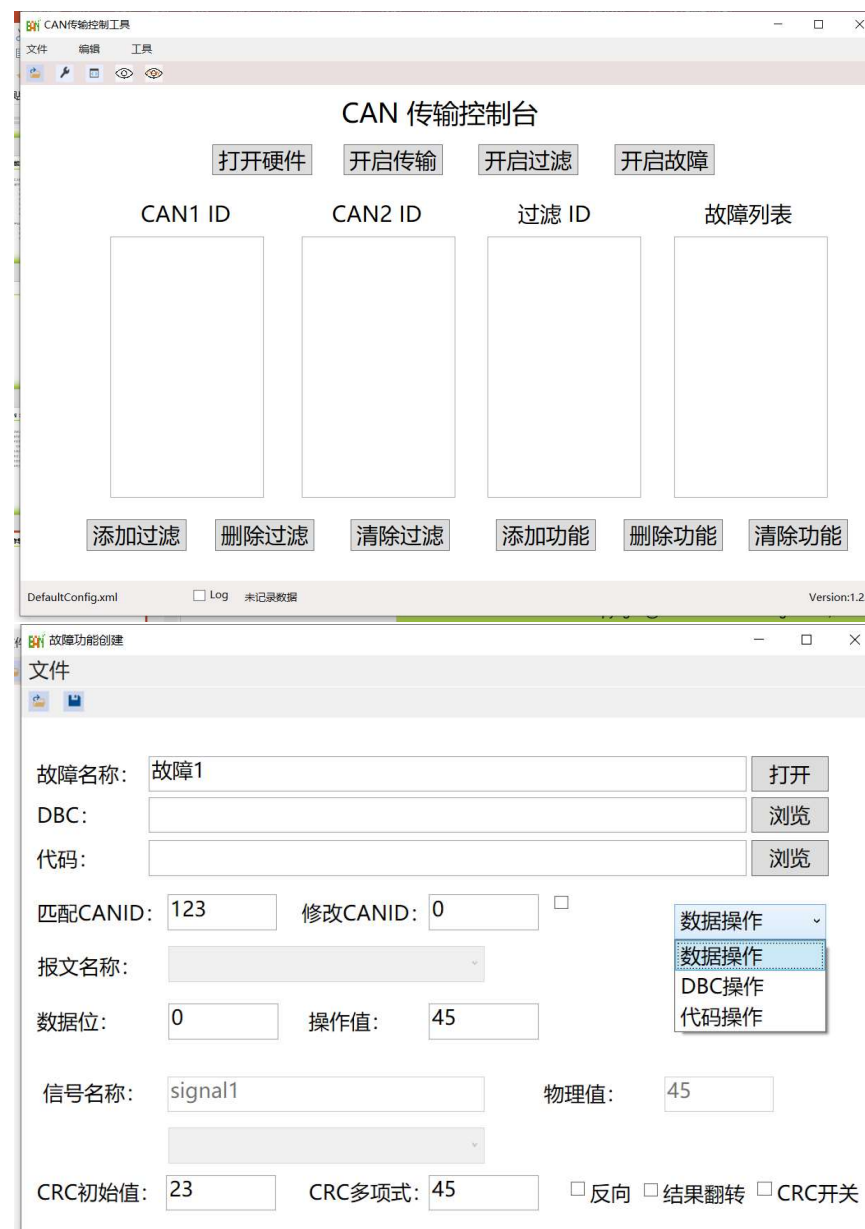 CAN传输控制工具
文件 编辑 工具
CAN 传输控制台
打开硬件 开启传输 开启过滤 开启故障
CAN1 ID CAN2 ID 过滤 ID 故障列表
添加过滤 删除过滤 清除过滤 添加功能 删除功能 清除功能
DefaultConfig.xml Log 未记录数据 Version:1.2
故障功能创建
文件
故障名称: 故障1 打开
DBC: 浏览
代码: 浏览
匹配CANID: 123 修改CANID: 0 数据操作
数据操作
报文名称:
DBC操作
代码操作
数据位: 0 操作值: 45
信号名称: signal1 物理值: 45
CRC初始值: 23 CRC多项式: 45 反向 结果翻转 CRC开关